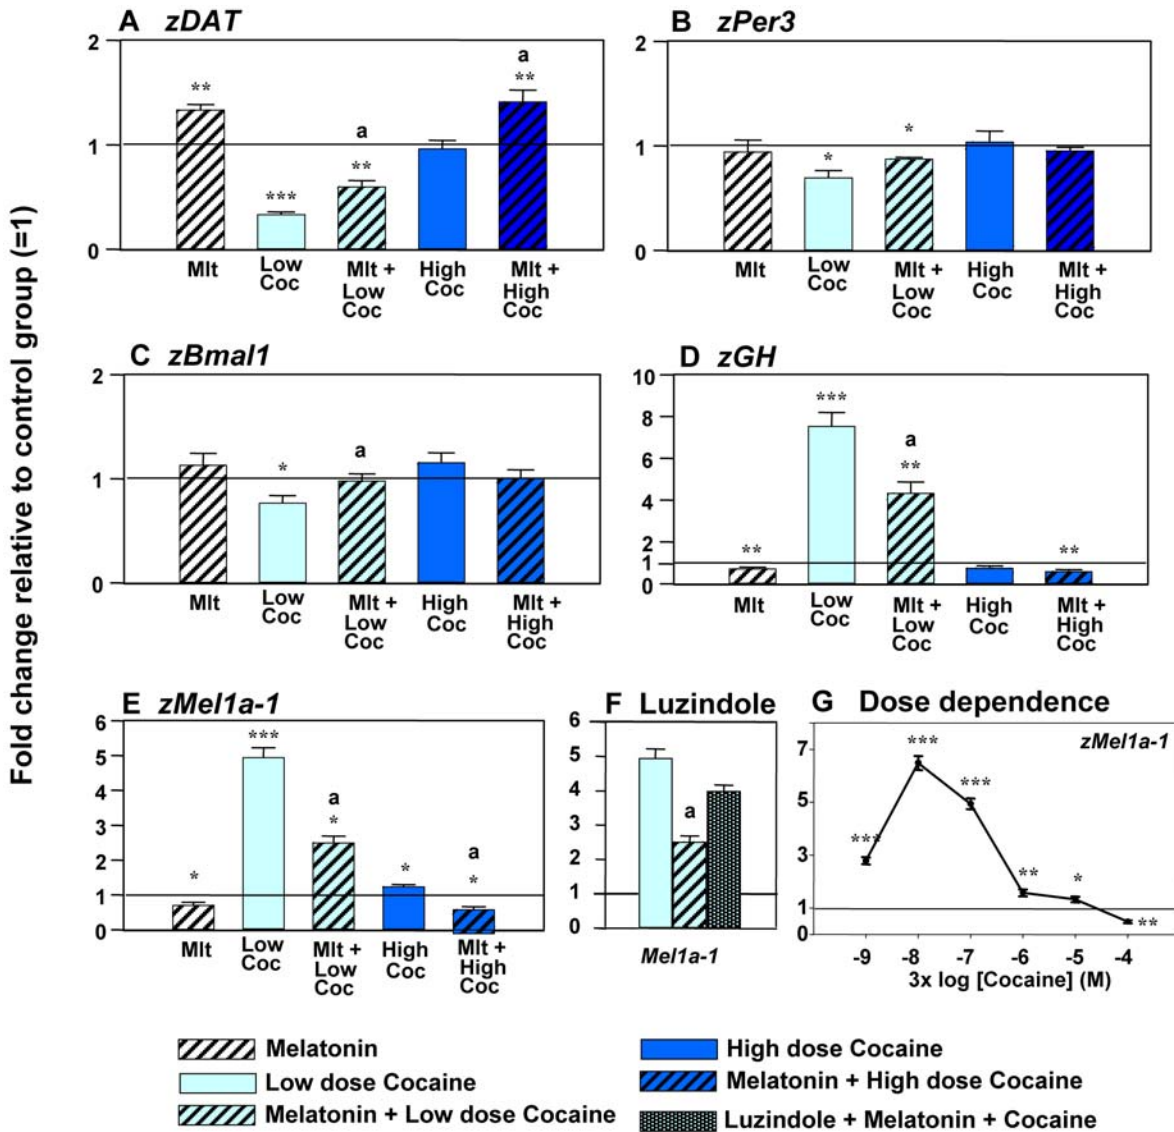 Fold change relative to control group (=1)
A zDAT
2
1
0
**
***
a
**
a
**
Mlt
Low
Coc
Mlt +
Low
Coc
High
Coc
Mlt +
High
Coc
B zPer3
2
1
0
*
*
Mlt
Low
Coc
Mlt +
Low
Coc
High
Coc
Mlt +
High Coc
C zBmal1
2
1
0
*
a
Mlt
Low
Coc
Mlt +
Low
Coc
High
Coc
Mlt +
High
Coc
D zGH
10
8
6
4
2
1
0
**
***
a
**
**
Mlt
Low
Coc
Mlt +
Low
Coc
High
Coc
Mlt +
High
Coc
E zMel1a-1
6
5
4
3
2
1
0
*
***
a
*
*
a
*
Mlt
Low
Coc
Mlt +
Low
Coc
High
Coc
Mlt +
High
Coc
F Luzindole
6
5
4
3
2
1
0
a
Mel1a-1
G Dose dependence
zMel1a-1
7
5
3
1
0
***
***
***
**
*
**
-9 -8 -7 -6 -5 -4
3x log [Cocaine] (M)
Melatonin
Low dose Cocaine
Melatonin + Low dose Cocaine
High dose Cocaine
Melatonin + High dose Cocaine
Luzindole + Melatonin + Cocaine